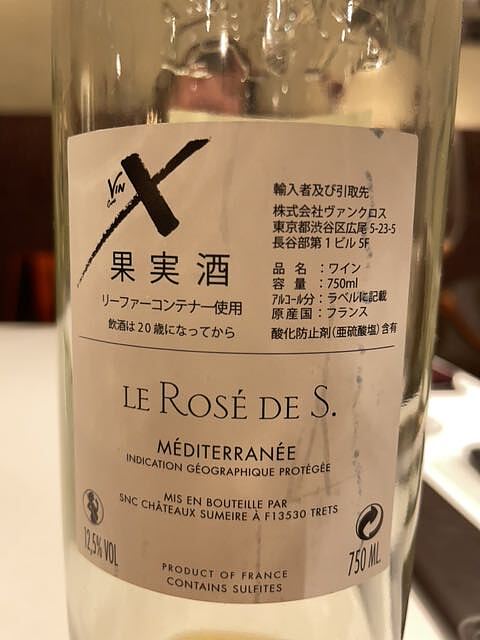 VIN
Cross
X
果実酒
リーファーコンテナー使用
飲酒は20歳になってから
輸入者及び引取先
株式会社ヴァンクロス
東京都渋谷区広尾5-23-5
長谷部第1ビル5F
品名：ワイン
容量：750ml
アルコール分：ラベルに記載
原産国：フランス
酸化防止剤(亜硫酸塩)含有
LE ROSÉ DE S.
MÉDITERRANÉE
INDICATION GÉOGRAPHIQUE PROTÉGÉE
MIS EN BOUTEILLE PAR
SNC CHÂTEAUX SUMEIRE À F13530 TRETS
12,5% VOL
750 ML
PRODUCT OF FRANCE
CONTAINS SULFITES